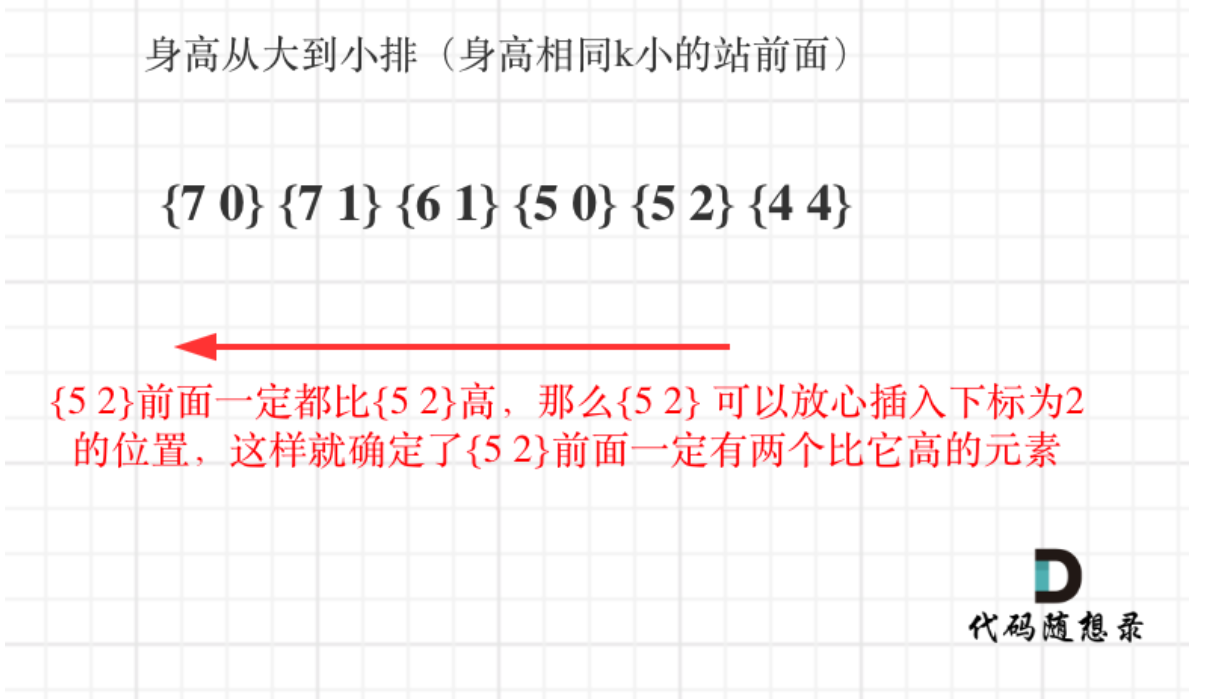 身高从大到小排（身高相同k小的站前面）
{7 0} {7 1} {6 1} {5 0} {5 2} {4 4}
{5 2}前面一定都比{5 2}高，那么{5 2} 可以放心插入下标为2
的位置，这样就确定了{5 2}前面一定有两个比它高的元素
代码随想录